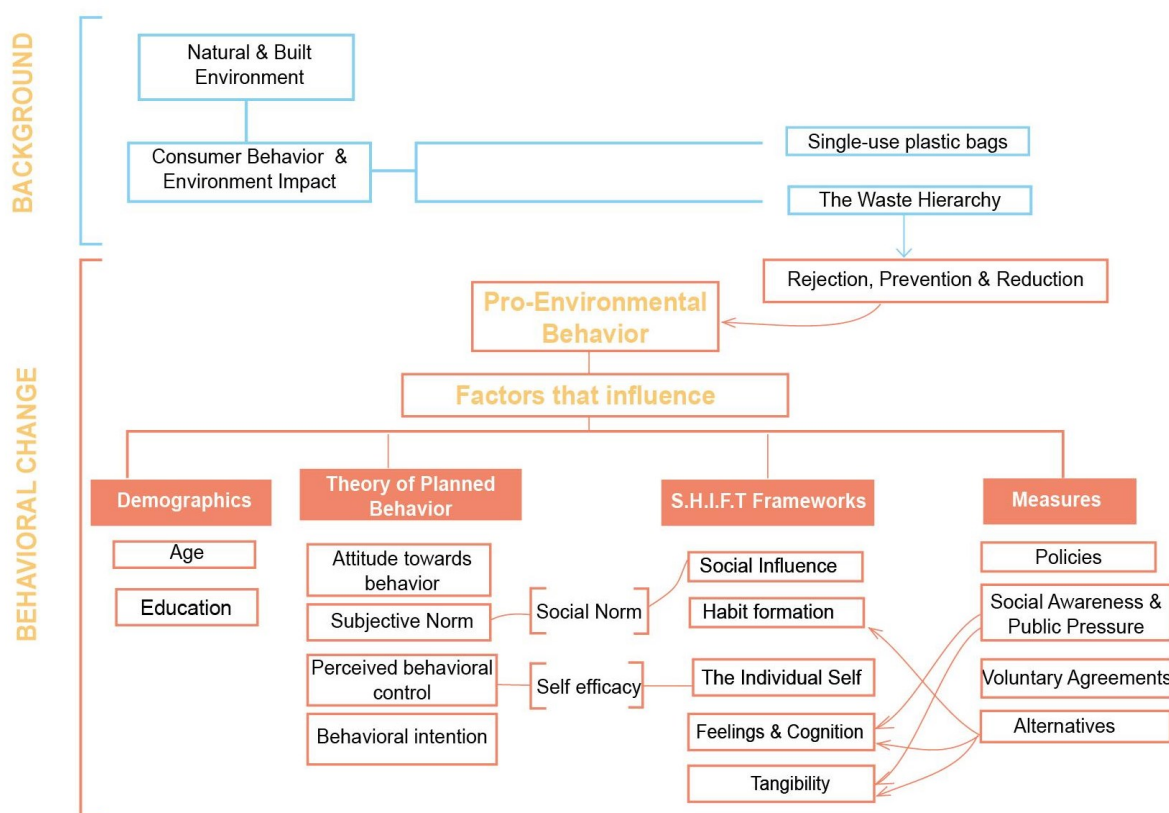 BACKGROUND
Natural & Built
Environment
Consumer Behavior &
Environment Impact
Single-use plastic bags
The Waste Hierarchy
BEHAVIORAL CHANGE
Rejection, Prevention & Reduction
Pro-Environmental
Behavior
Factors that influence
Demographics
Age
Education
Theory of Planned
Behavior
Attitude towards
behavior
Subjective Norm
Perceived behavioral
control
Behavioral intention
Social Norm
Self efficacy
S.H.I.F.T Frameworks
Social Influence
Habit formation
The Individual Self
Feelings & Cognition
Tangibility
Measures
Policies
Social Awareness &
Public Pressure
Voluntary Agreements
Alternatives